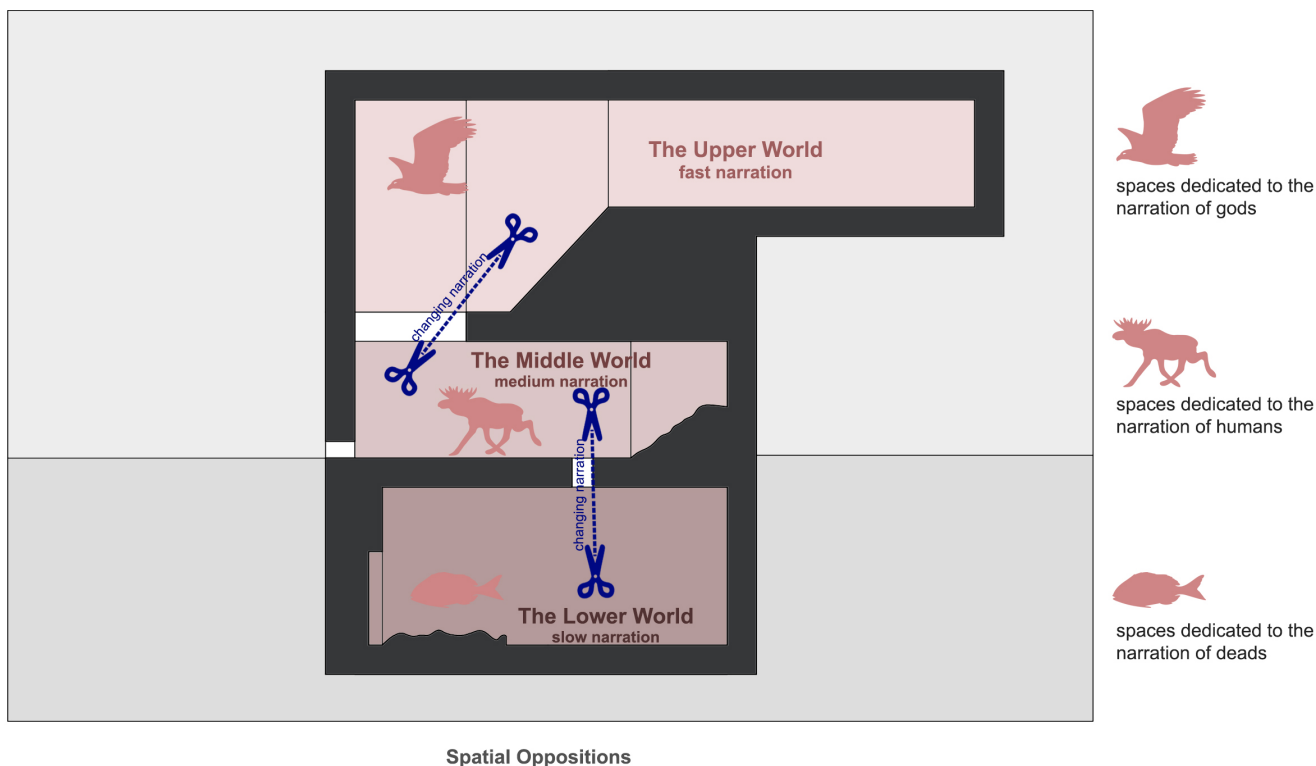 The Upper World
fast narration
spaces dedicated to the
narration of gods
changing narration
The Middle World
medium narration
spaces dedicated to the
narration of humans
changing narration
The Lower World
slow narration
spaces dedicated to the
narration of deads
Spatial Oppositions